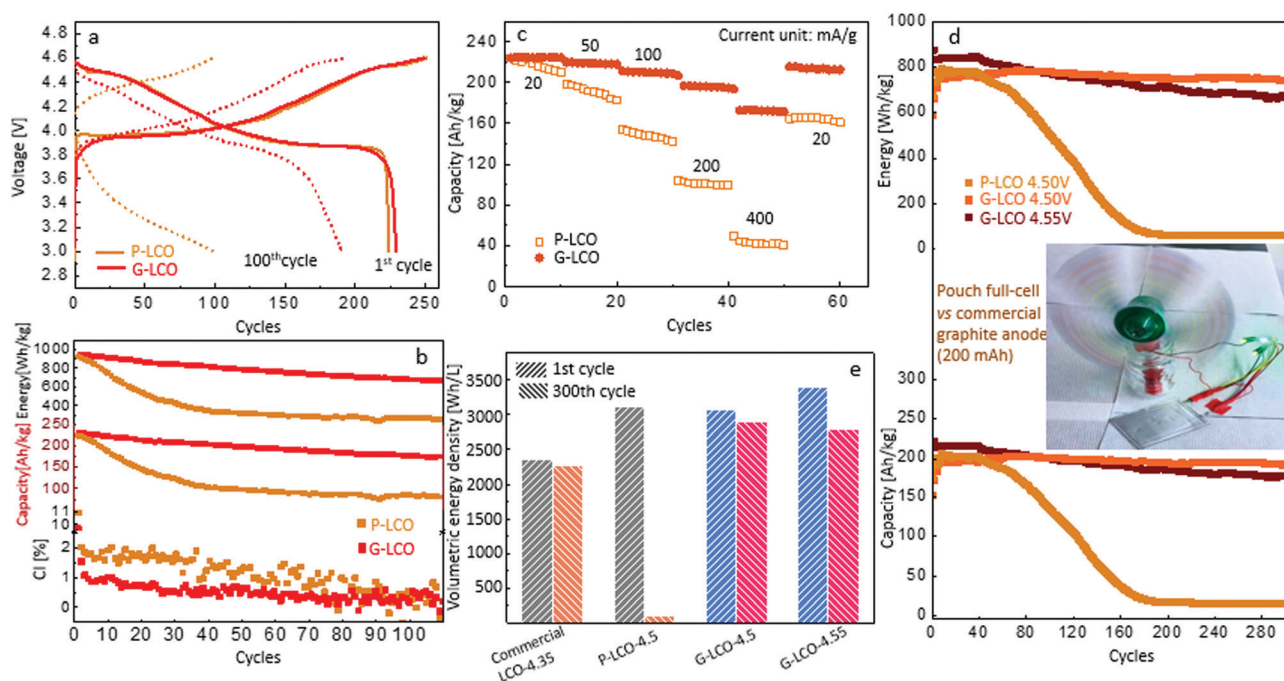 a
4.8
4.6
4.4
4.2
4.0
3.8
3.6
3.4
3.2
3.0
2.8
Voltage [V]
P-LCO
G-LCO
100th cycle
1st cycle
0 50 100 150 200 250
Cycles
b
1000
800
600
400
250
200
150
100
11
10
2
1
0
Capacity[Ah/kg] Energy[Wh/kg]
CI [%]
P-LCO
G-LCO
0 10 20 30 40 50 60 70 80 90 100
Cycles
c
Current unit: mA/g
240
200
160
120
80
40
0
Capacity [Ah/kg]
20
50
100
200
400
20
P-LCO
G-LCO
0 20 40 60
Cycles
e
1st cycle
300th cycle
3500
3000
2500
2000
1500
1000
500
Volumetric energy density [Wh/L]
Commercial
LCO-4.35
P-LCO-4.5
G-LCO-4.5
G-LCO-4.55
d
1000
800
600
400
200
0
Energy [Wh/kg]
P-LCO 4.50V
G-LCO 4.50V
G-LCO 4.55V
Pouch full-cell
vs commercial
graphite anode
(200 mAh)
250
200
150
100
50
0
Capacity [Ah/kg]
0 40 80 120 160 200 240 280
Cycles